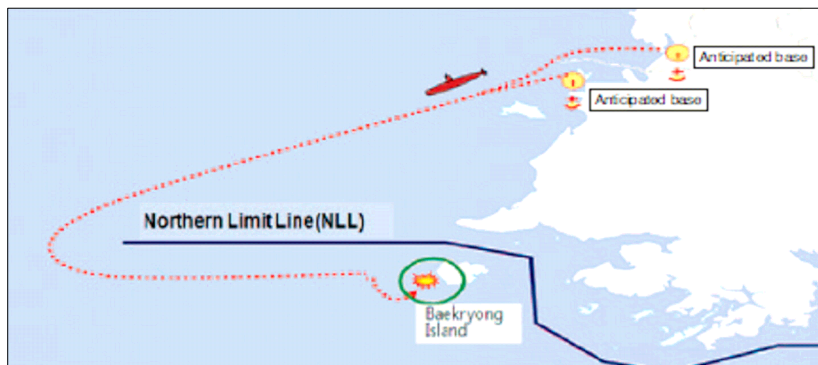 Anticipated base
Anticipated base
Northern Limit Line(NLL)
Baekryong
Island